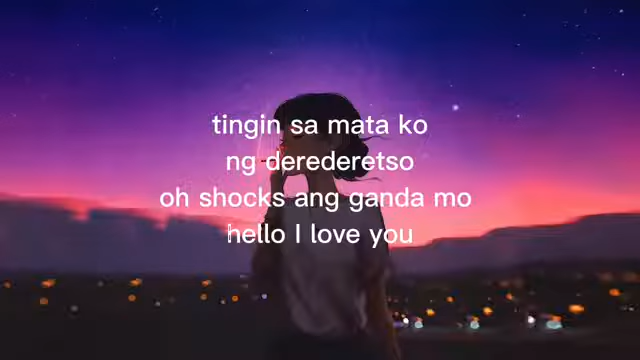 tingin sa mata ko
ng derederetso
oh shocks ang ganda mo
hello I love you